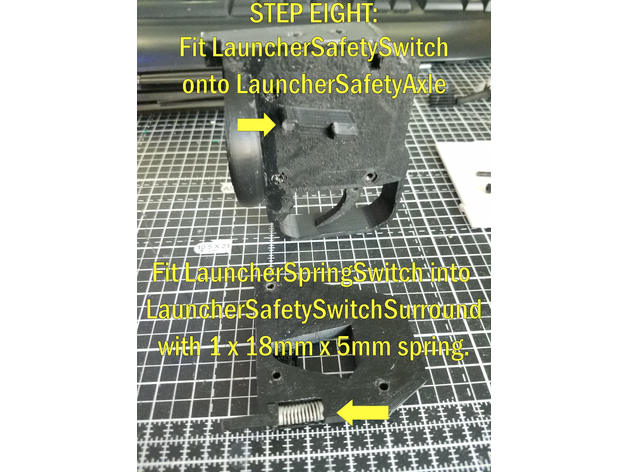 STEP EIGHT:
Fit LauncherSafetySwitch
onto LauncherSafetyAxle
Fit LauncherSpringSwitch into
LauncherSafetySwitchSurround
with 1 x 18mm x 5mm spring.